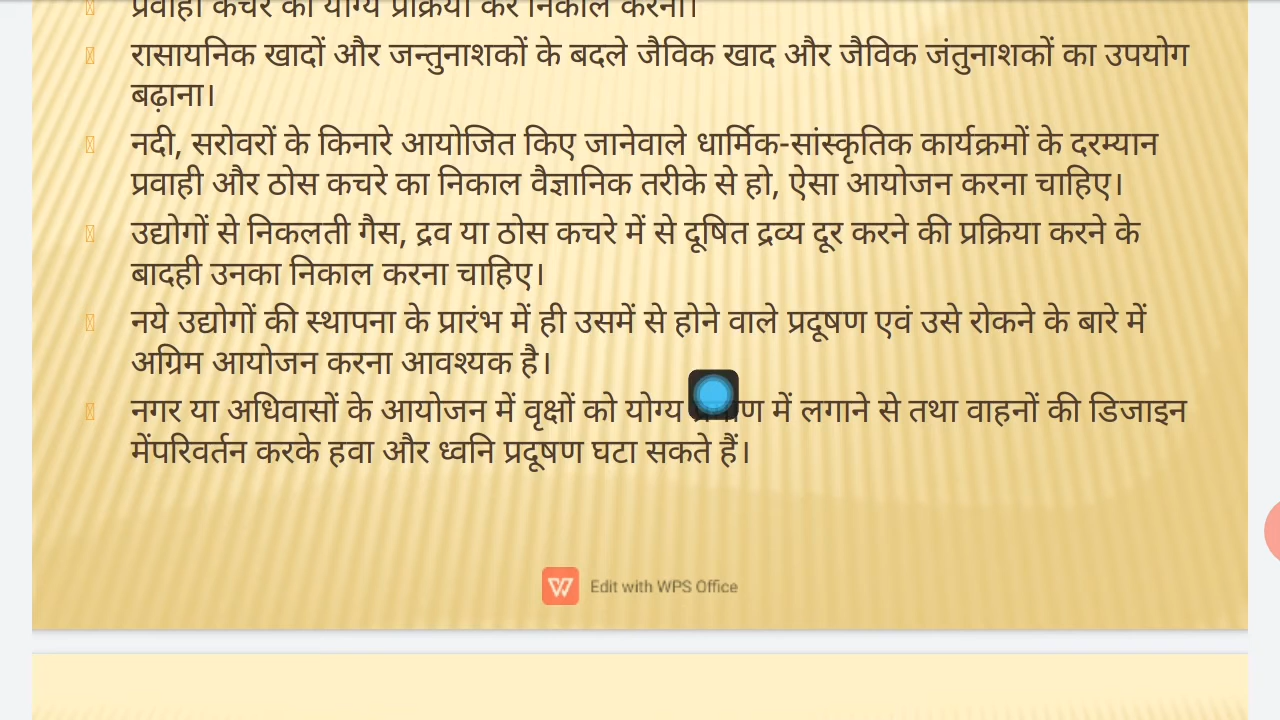 प्रवाही कचरे का योग्य प्रक्रिया कर निकाल करना।
रासायनिक खादों और जन्तुनाशकों के बदले जैविक खाद और जैविक जंतुनाशकों का उपयोग
बढ़ाना।
नदी, सरोवरों के किनारे आयोजित किए जानेवाले धार्मिक-सांस्कृतिक कार्यक्रमों के दरम्यान
प्रवाही और ठोस कचरे का निकाल वैज्ञानिक तरीके से हो, ऐसा आयोजन करना चाहिए।
उद्योगों से निकलती गैस, द्रव या ठोस कचरे में से दूषित द्रव्य दूर करने की प्रक्रिया करने के
बादही उनका निकाल करना चाहिए।
नये उद्योगों की स्थापना के प्रारंभ में ही उसमें से होने वाले प्रदूषण एवं उसे रोकने के बारे में
अग्रिम आयोजन करना आवश्यक है।
नगर या अधिवासों के आयोजन में वृक्षों को योग्य में लगाने से तथा वाहनों की डिजाइन
मेंपरिवर्तन करके हवा और ध्वनि प्रदूषण घटा सकते हैं।
Edit with WPS Office